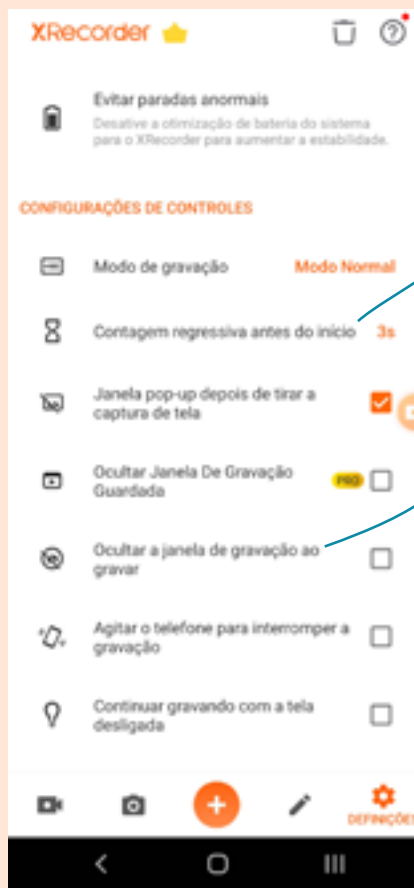 XRecorder
Evitar paradas anormais
Desative a otimização de bateria do sistema
para o XRecorder para aumentar a estabilidade.
CONFIGURAÇÕES DE CONTROLES
Modo de gravação Modo Normal
Contagem regressiva antes do início 3s
Janela pop-up depois de tirar a
captura de tela
Ocultar Janela De Gravação
Guardada
PRO
Ocultar a janela de gravação ao
gravar
Agitar o telefone para interromper a
gravação
Continuar gravando com a tela
desligada
DEFINIÇÕES